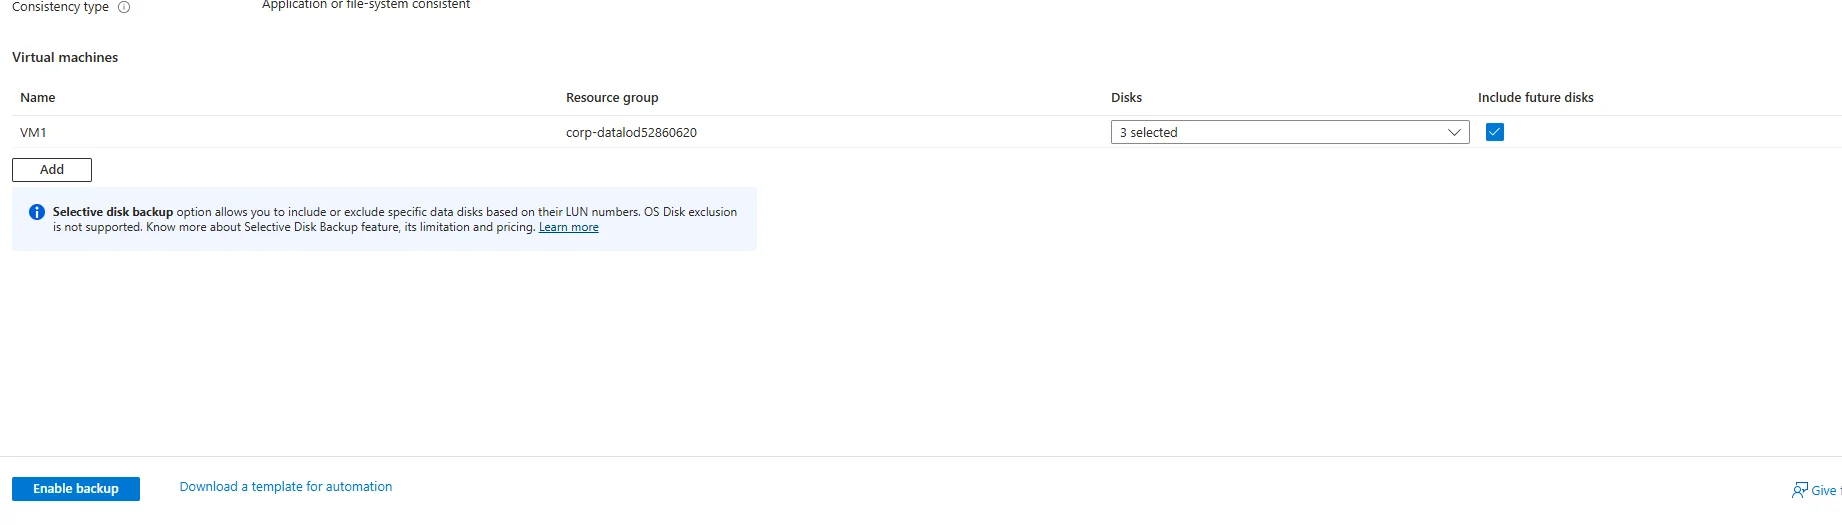 Consistency type
Application or file-system consistent
Virtual machines
Name Resource group Disks Include future disks
VM1 corp-datalod52860620 3 selected
Add
Selective disk backup option allows you to include or exclude specific data disks based on their LUN numbers. OS Disk exclusion
is not supported. Know more about Selective Disk Backup feature, its limitation and pricing. Learn more
Enable backup Download a template for automation Give